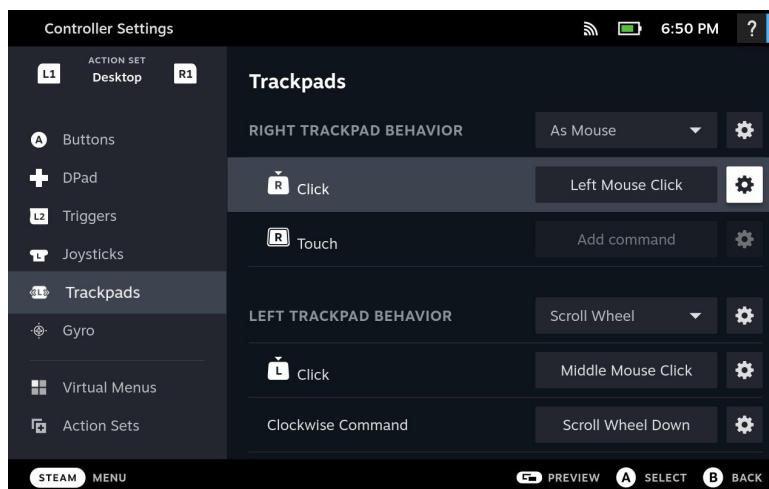 Controller Settings
6:50 PM
?
L1
ACTION SET
Desktop
R1
A Buttons
DPad
L2 Triggers
L Joysticks
L Trackpads
Gyro
Virtual Menus
Action Sets
Trackpads
RIGHT TRACKPAD BEHAVIOR As Mouse
R Click Left Mouse Click
R Touch Add command
LEFT TRACKPAD BEHAVIOR Scroll Wheel
L Click Middle Mouse Click
Clockwise Command Scroll Wheel Down
STEAM MENU
PREVIEW A SELECT B BACK